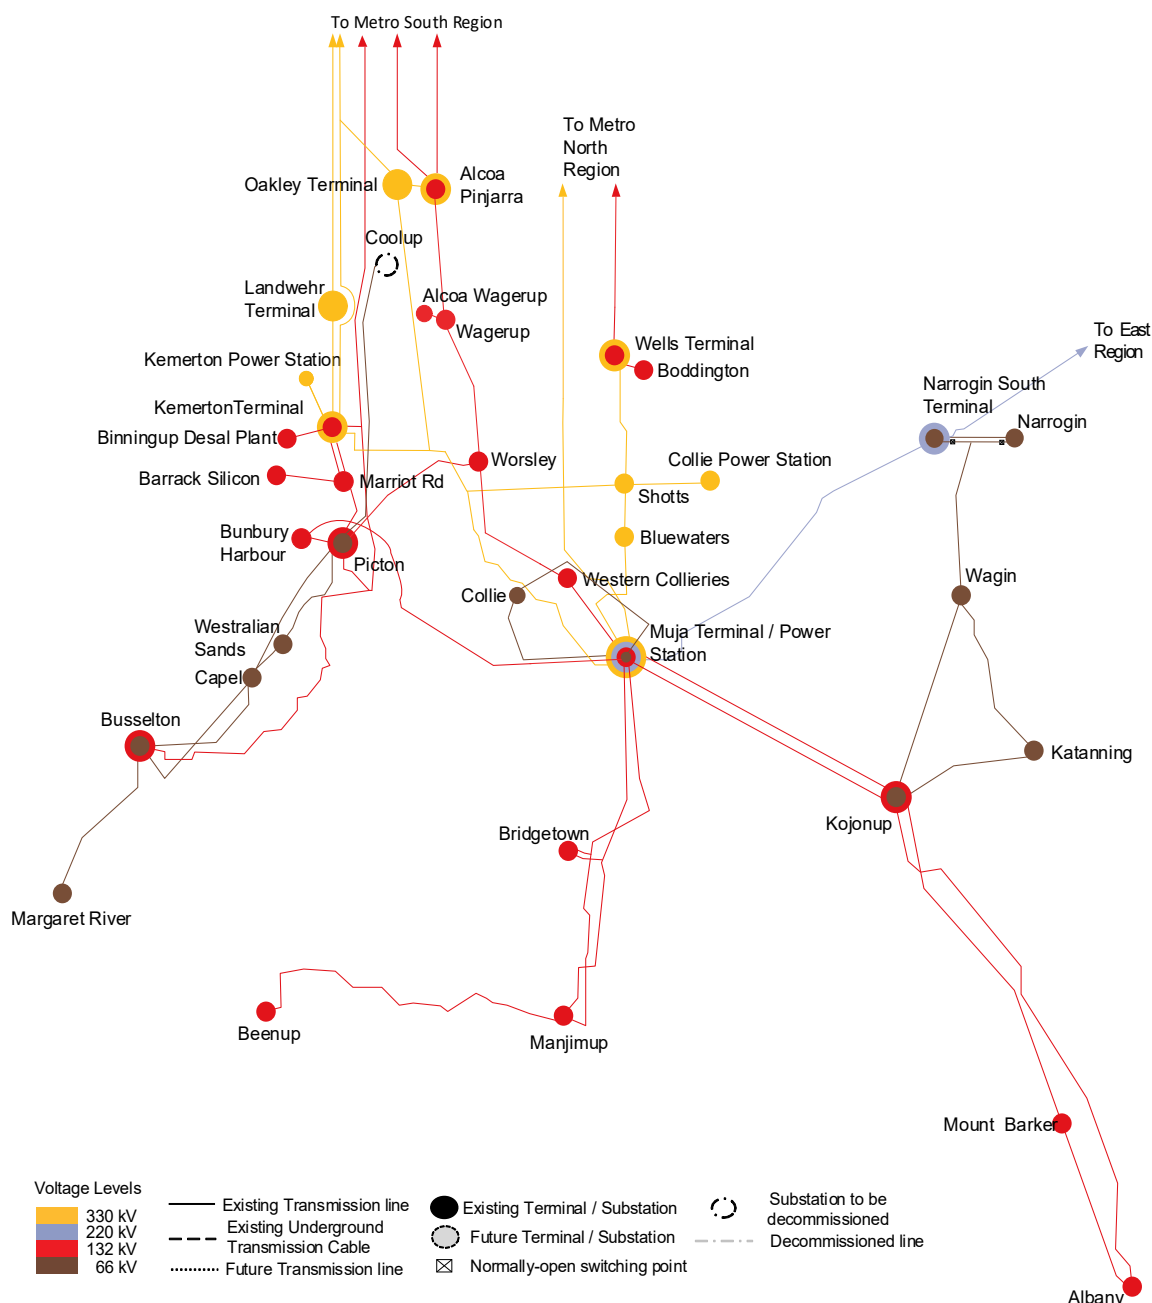 To Metro South Region
To Metro
North
Region
Oakley Terminal
Alcoa
Pinjarra
Coolup
Landwehr
Terminal
Alcoa Wagerup
Wagerup
To East
Region
Wells Terminal
Boddington
Kemerton Power Station
Narrogin South
Terminal
Narrogin
KemertonTerminal
Binningup Desal Plant
Worsley
Collie Power Station
Barrack Silicon
Marriot Rd
Shotts
Bunbury
Harbour
Picton
Bluewaters
Western Collieries
Collie
Wagin
Westralian
Sands
Muja Terminal / Power
Station
Capel
Busselton
Katanning
Kojonup
Bridgetown
Margaret River
Beenup
Manjimup
Mount Barker
Albany
Voltage Levels
330 kV
220 kV
132 kV
66 kV
Existing Transmission line
Existing Underground
Transmission Cable
Future Transmission line
Existing Terminal / Substation
Future Terminal / Substation
Normally-open switching point
Substation to be
decommissioned
Decommissioned line